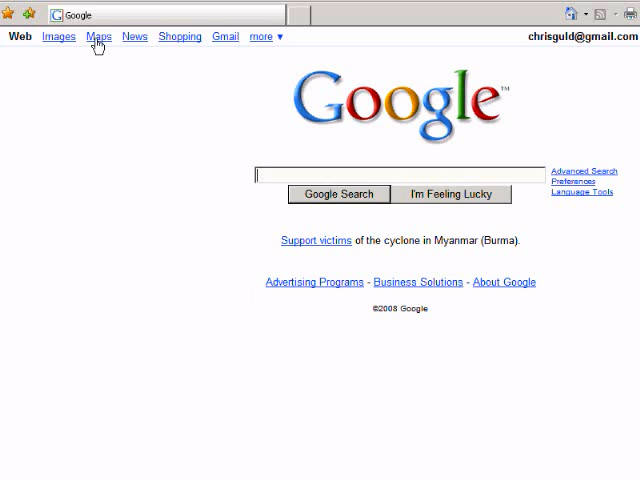 Google
Web Images Maps News Shopping Gmail more ▼ chrisguld@gmail.com
Google™
Advanced Search
Preferences
Language Tools
Google Search I'm Feeling Lucky
Support victims of the cyclone in Myanmar (Burma).
Advertising Programs - Business Solutions - About Google
©2008 Google